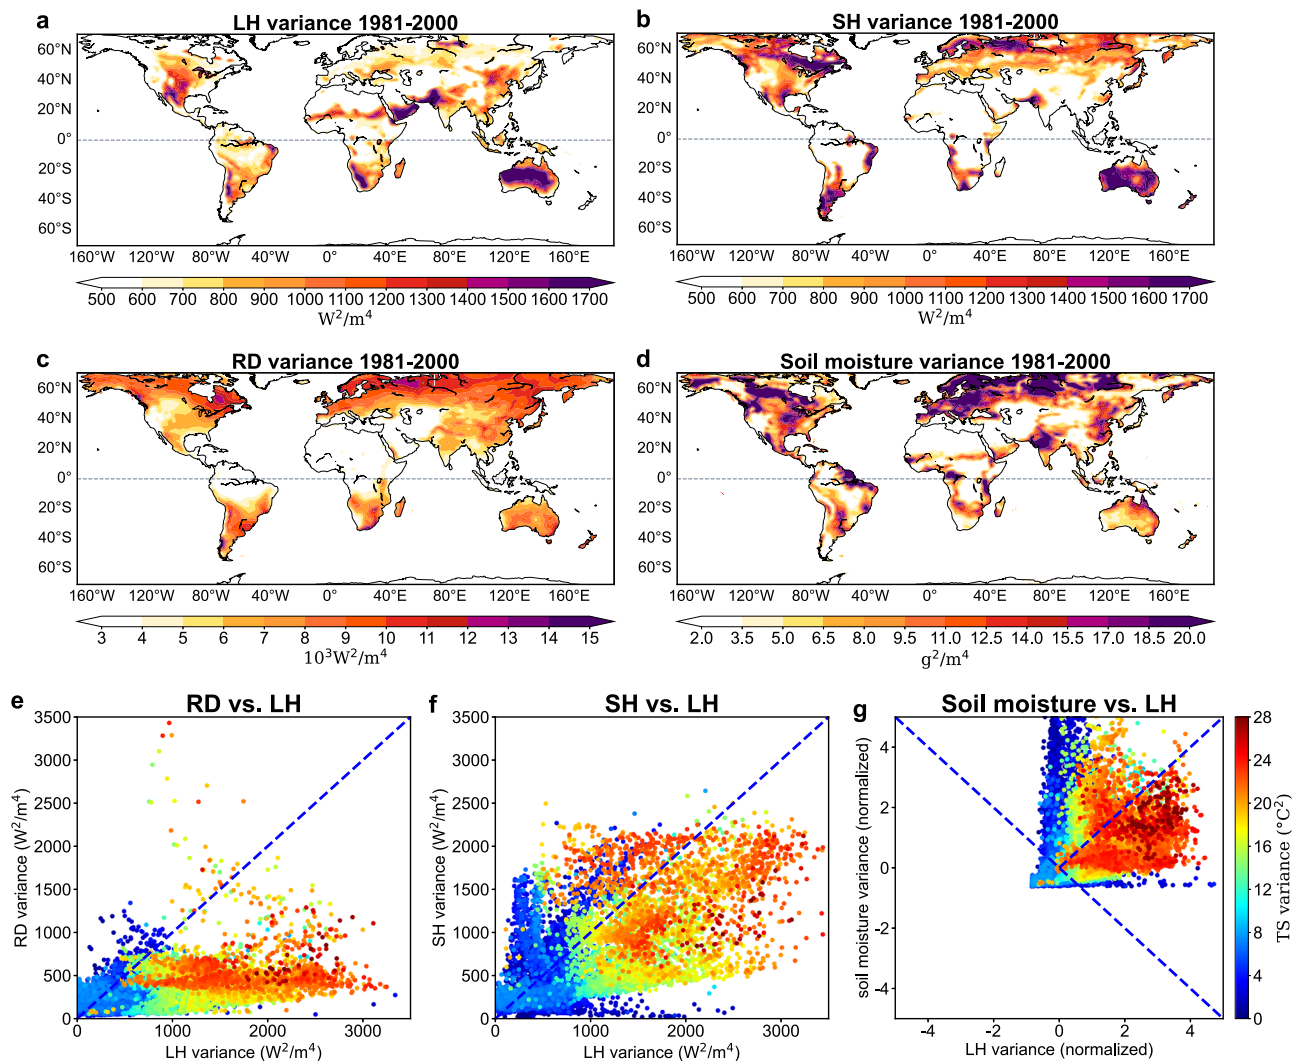 a LH variance 1981-2000
60°N
40°N
20°N
0°
20°S
40°S
60°S
160°W 120°W 80°W 40°W 0° 40°E 80°E 120°E 160°E
500 600 700 800 900 1000 1100 1200 1300 1400 1500 1600 1700
W²/m⁴
b SH variance 1981-2000
60°N
40°N
20°N
0°
20°S
40°S
60°S
160°W 120°W 80°W 40°W 0° 40°E 80°E 120°E 160°E
500 600 700 800 900 1000 1100 1200 1300 1400 1500 1600 1700
W²/m⁴
c RD variance 1981-2000
60°N
40°N
20°N
0°
20°S
40°S
60°S
160°W 120°W 80°W 40°W 0° 40°E 80°E 120°E 160°E
3 4 5 6 7 8 9 10 11 12 13 14 15
10³W²/m⁴
d Soil moisture variance 1981-2000
60°N
40°N
20°N
0°
20°S
40°S
60°S
160°W 120°W 80°W 40°W 0° 40°E 80°E 120°E 160°E
2.0 3.5 5.0 6.5 8.0 9.5 11.0 12.5 14.0 15.5 17.0 18.5 20.0
g²/m⁴
e RD vs. LH
RD variance (W²/m⁴)
3500
3000
2500
2000
1500
1000
500
0
0 1000 2000 3000
LH variance (W²/m⁴)
f SH vs. LH
SH variance (W²/m⁴)
3500
3000
2500
2000
1500
1000
500
0
0 1000 2000 3000
LH variance (W²/m⁴)
g Soil moisture vs. LH
soil moisture variance (normalized)
4
2
0
-2
-4
-4 -2 0 2 4
LH variance (normalized)
28
24
20
16
12
8
4
0
TS variance (°C²)